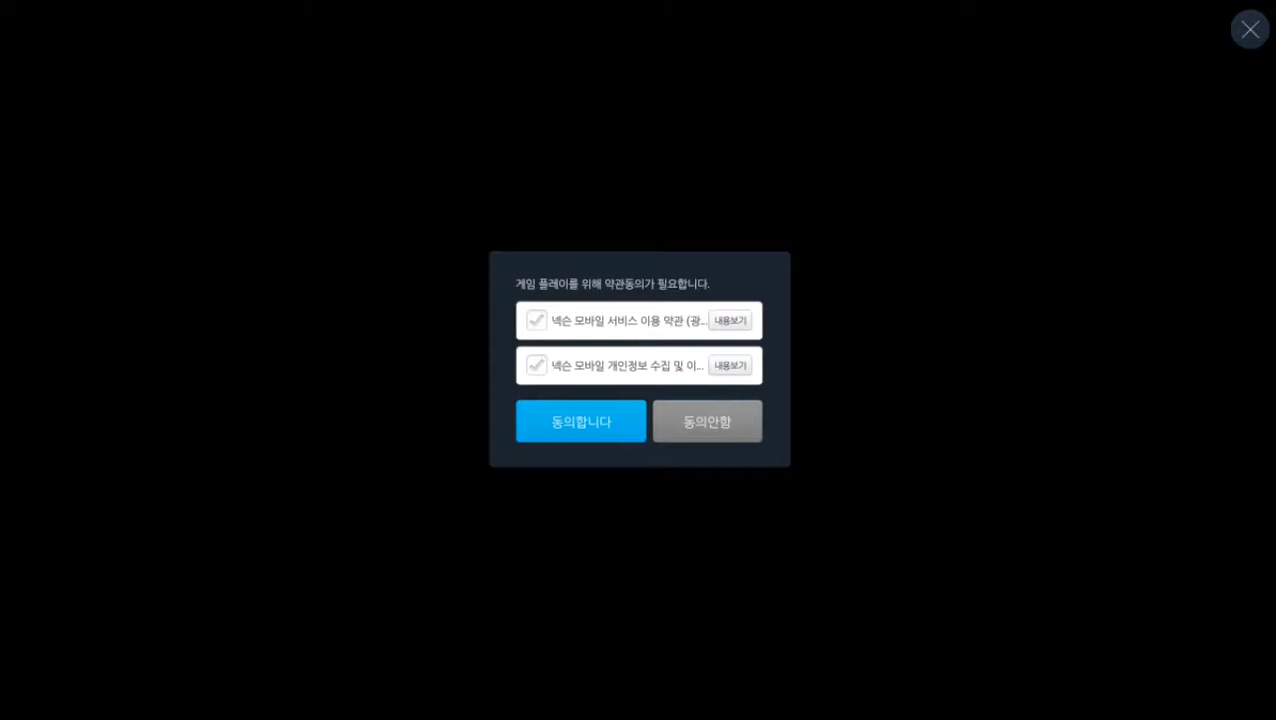 게임 플레이를 위해 약관동의가 필요합니다.
넥슨 모바일 서비스 이용 약관 (광... 내용보기
넥슨 모바일 개인정보 수집 및 이... 내용보기
동의합니다 동의안함